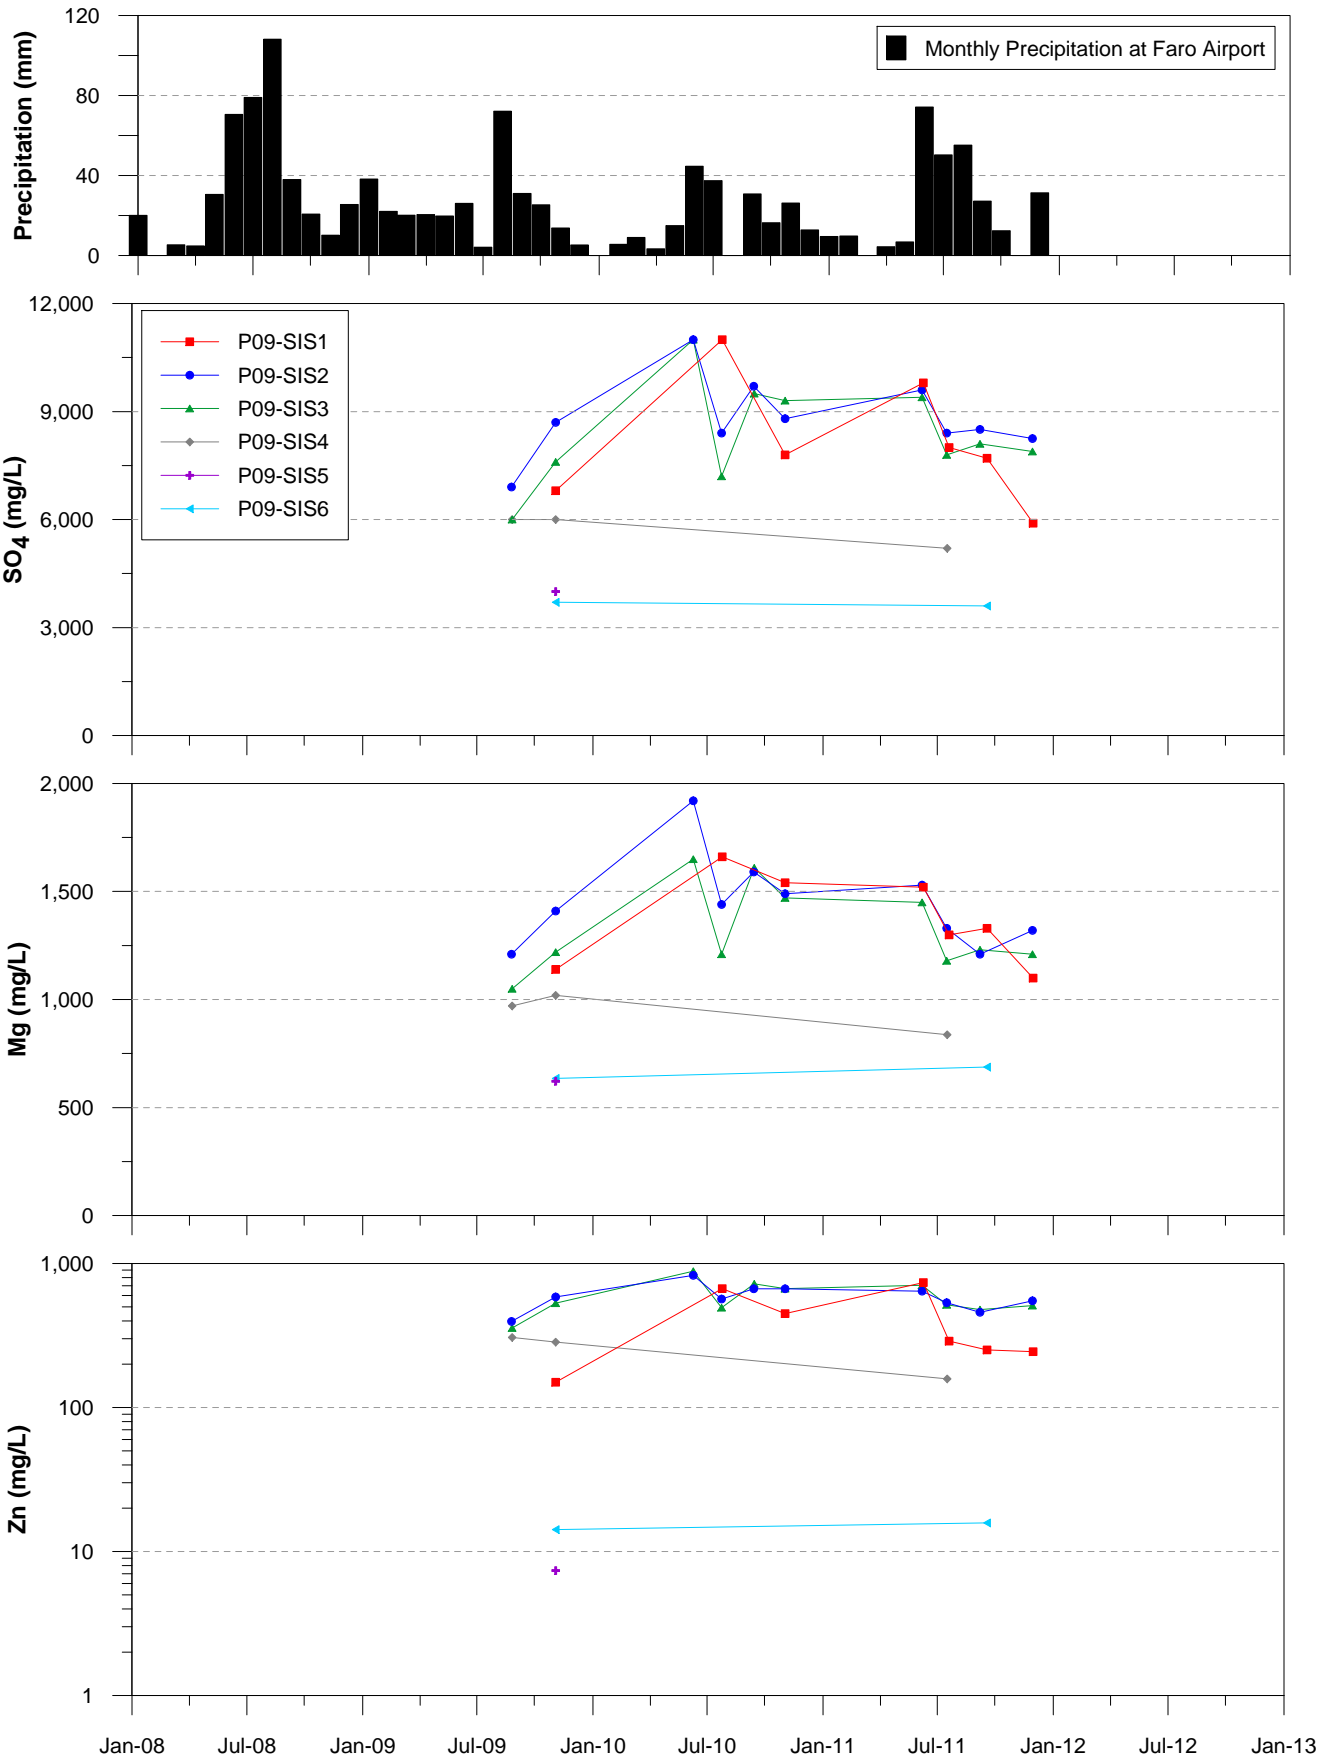 120
80
40
0
Precipitation (mm)
Monthly Precipitation at Faro Airport
12,000
9,000
6,000
3,000
0
SO4 (mg/L)
P09-SIS1
P09-SIS2
P09-SIS3
P09-SIS4
P09-SIS5
P09-SIS6
2,000
1,500
1,000
500
0
Mg (mg/L)
1,000
100
10
1
Zn (mg/L)
Jan-08 Jul-08 Jan-09 Jul-09 Jan-10 Jul-10 Jan-11 Jul-11 Jan-12 Jul-12 Jan-13